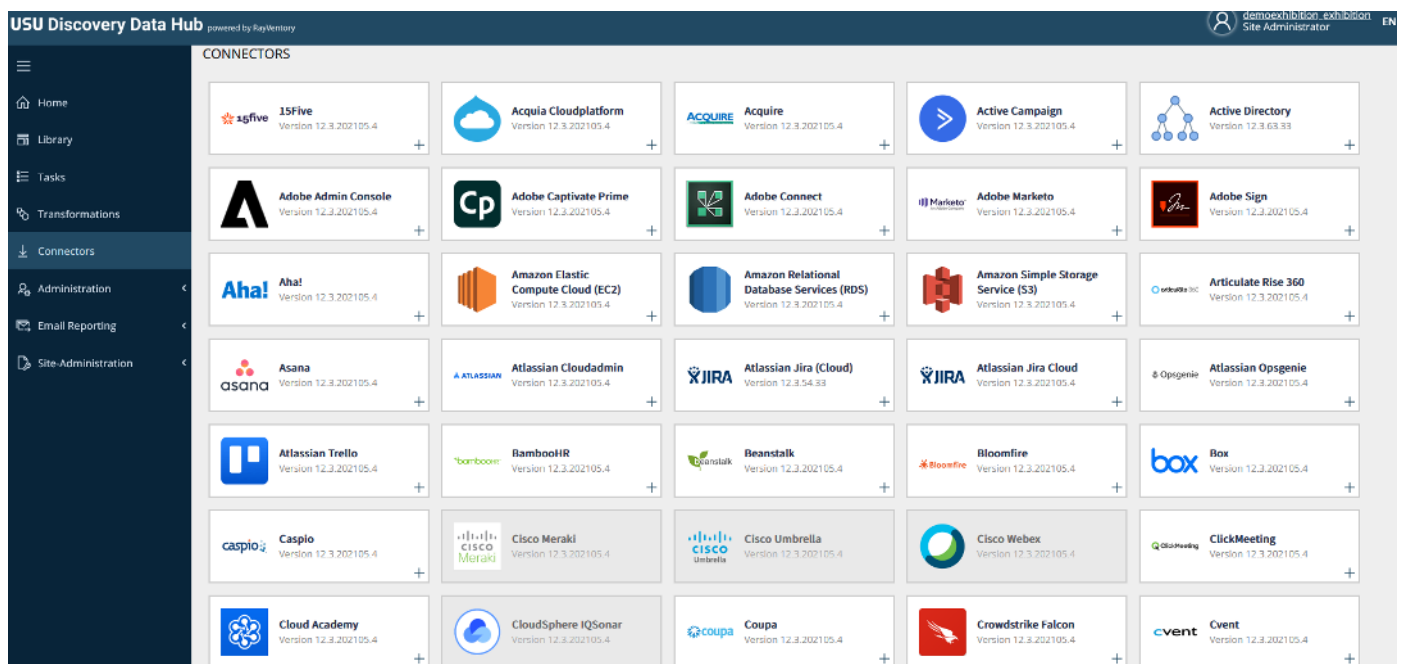 USU Discovery Data Hub powered by RayVentory
demoexhibition_exhibition
Site Administrator
EN
Home
Library
Tasks
Transformations
Connectors
Administration
Email Reporting
Site-Administration
CONNECTORS
15five
15Five
Version 12.3.202105.4
Acquia Cloudplatform
Version 12.3.202105.4
ACQUIRE
Acquire
Version 12.3.202105.4
Active Campaign
Version 12.3.202105.4
Active Directory
Version 12.3.63.33
Adobe Admin Console
Version 12.3.202105.4
Cp
Adobe Captivate Prime
Version 12.3.202105.4
Adobe Connect
Version 12.3.202105.4
Marketo
Adobe Marketo
Version 12.3.202105.4
Adobe Sign
Version 12.3.202105.4
Aha!
Aha!
Version 12.3.202105.4
Amazon Elastic
Compute Cloud (EC2)
Version 12.3.202105.4
Amazon Relational
Database Services (RDS)
Version 12.3.202105.4
Amazon Simple Storage
Service (S3)
Version 12.3.202105.4
articulate 360
Articulate Rise 360
Version 12.3.202105.4
asana
Asana
Version 12.3.202105.4
ATLASSIAN
Atlassian Cloudadmin
Version 12.3.202105.4
JIRA
Atlassian Jira (Cloud)
Version 12.3.54.33
JIRA
Atlassian Jira Cloud
Version 12.3.202105.4
Opsgenie
Atlassian Opsgenie
Version 12.3.202105.4
Atlassian Trello
Version 12.3.202105.4
bamboohr
BambooHR
Version 12.3.202105.4
beanstalk
Beanstalk
Version 12.3.202105.4
Bloomfire
Bloomfire
Version 12.3.202105.4
box
Box
Version 12.3.202105.4
caspio
Caspio
Version 12.3.202105.4
CISCO
Meraki
Cisco Meraki
Version 12.3.202105.4
CISCO
Umbrella
Cisco Umbrella
Version 12.3.202105.4
Cisco Webex
Version 12.3.202105.4
ClickMeeting
ClickMeeting
Version 12.3.202105.4
Cloud Academy
Version 12.3.202105.4
CloudSphere IQSonar
Version 12.3.202105.4
coupa
Coupa
Version 12.3.202105.4
Crowdstrike Falcon
Version 12.3.202105.4
cvent
Cvent
Version 12.3.202105.4